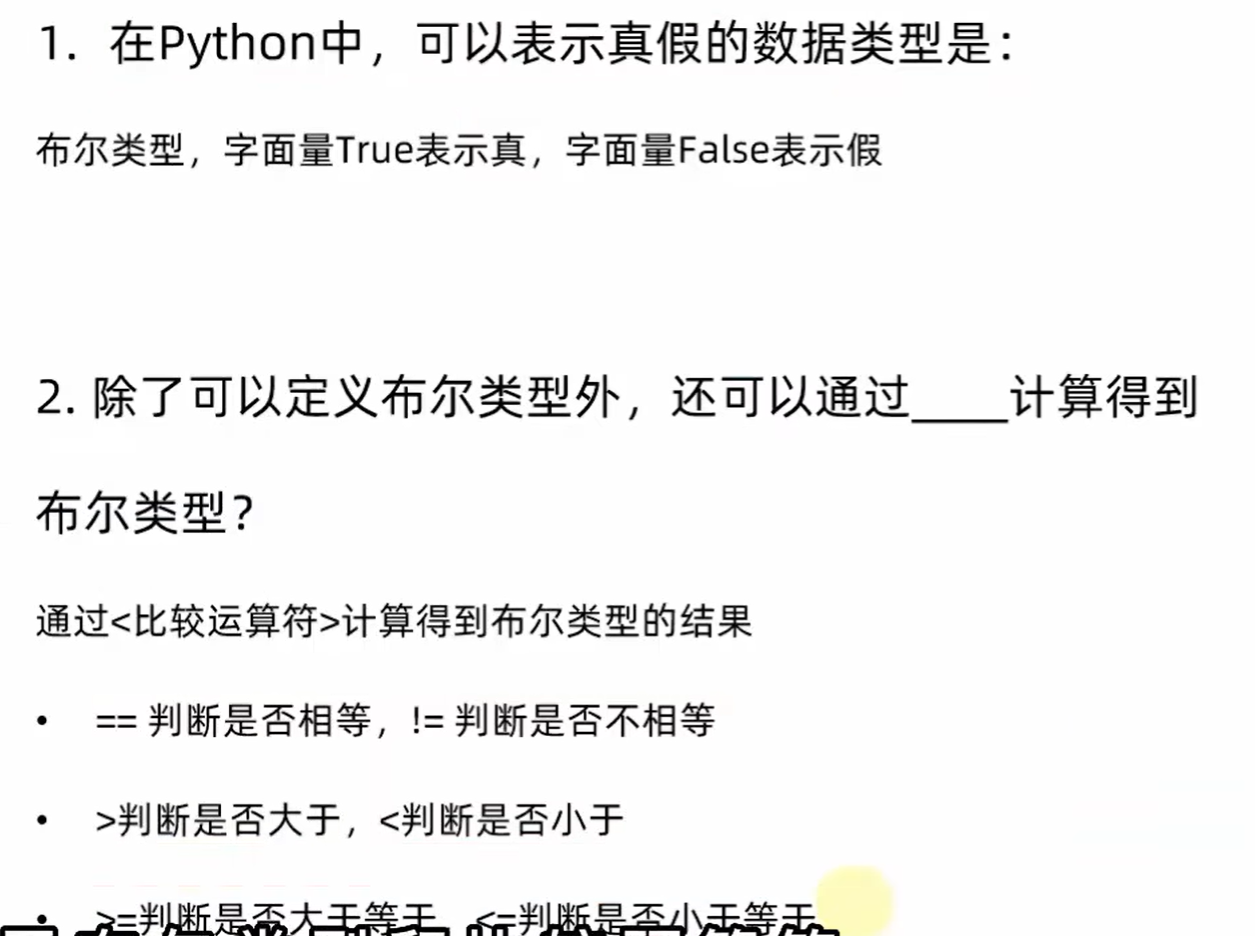 1. 在Python中，可以表示真假的数据类型是：
布尔类型，字面量True表示真，字面量False表示假
2. 除了可以定义布尔类型外，还可以通过____计算得到
布尔类型？
通过<比较运算符>计算得到布尔类型的结果
• == 判断是否相等，!= 判断是否不相等
• >判断是否大于，<判断是否小于
• >=判断是否大于等于，<=判断是否小于等于